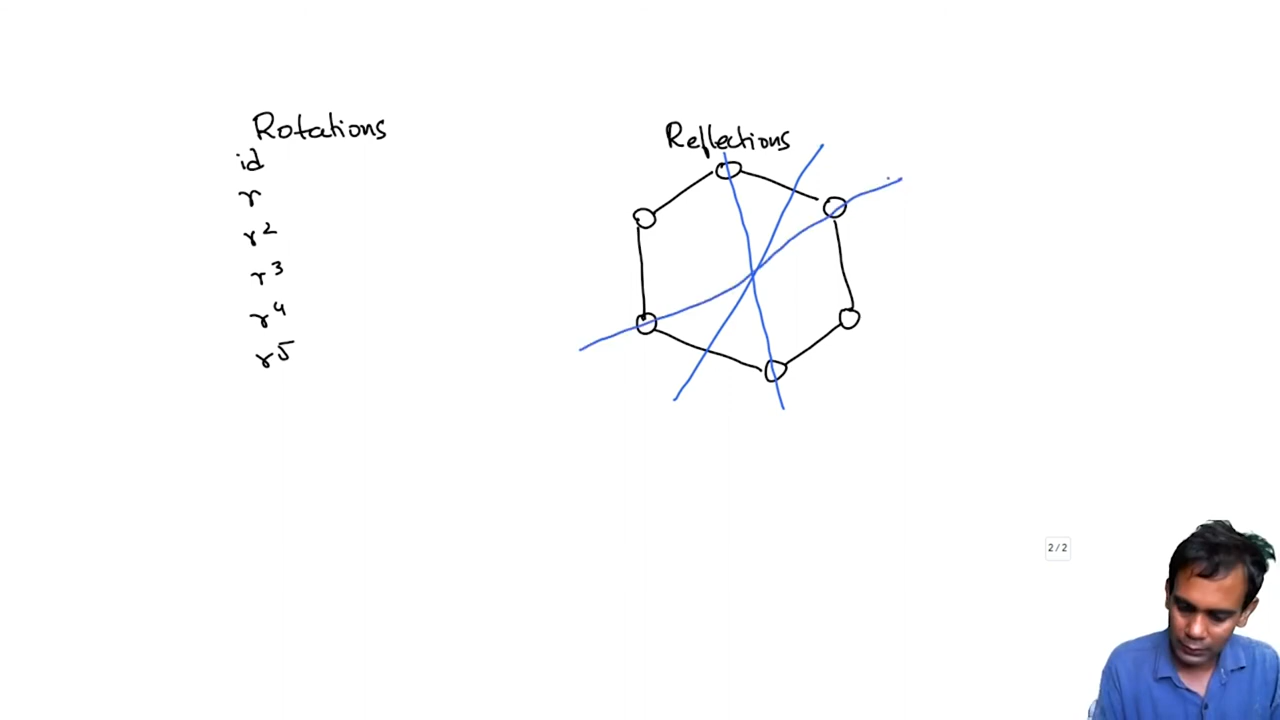 Rotations
id
r
r²
r³
r⁴
r⁵
Reflections
2/2